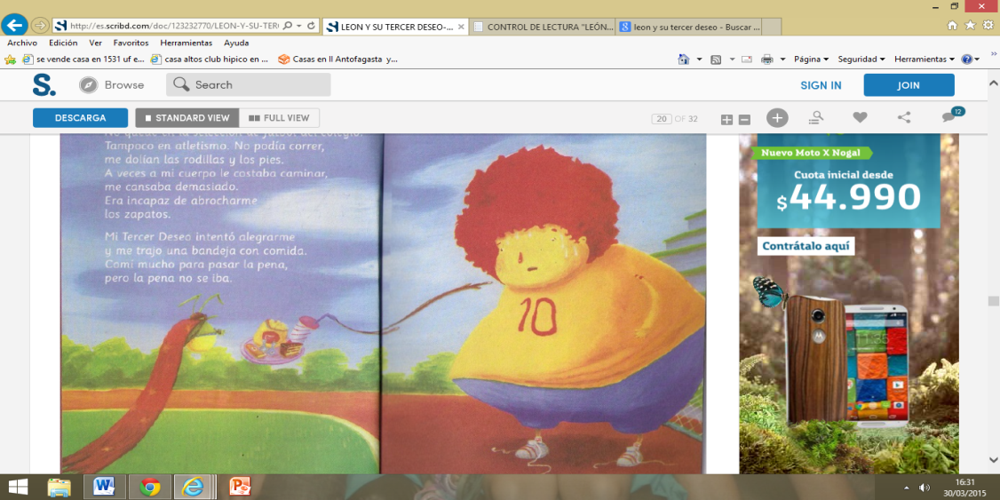 http://es.scribd.com/doc/123232770/LEON-Y-SU-TERI
LEON Y SU TERCER DESEO-...
CONTROL DE LECTURA "LEÓN...
leon y su tercer deseo - Buscar ...
Archivo Edición Ver Favoritos Herramientas Ayuda
se vende casa en 1531 uf e...
casa altos club hipico en ...
Casas en ll Antofagasta y...
Página
Seguridad
Herramientas
S.
Browse
Search
SIGN IN
JOIN
DESCARGA
STANDARD VIEW
FULL VIEW
20 OF 32
12
No quedé en la selección de fútbol del colegio.
Tampoco en atletismo. No podía correr,
me dolían las rodillas y los pies.
A veces a mi cuerpo le costaba caminar,
me cansaba demasiado.
Era incapaz de abrocharme
los zapatos.
Mi Tercer Deseo intentó alegrarme
y me trajo una bandeja con comida.
Comí mucho para pasar la pena,
pero la pena no se iba.
10
Nuevo Moto X Nogal
Cuota inicial desde
$44.990
Contrátalo aquí
11:35
16:31
30/03/2015